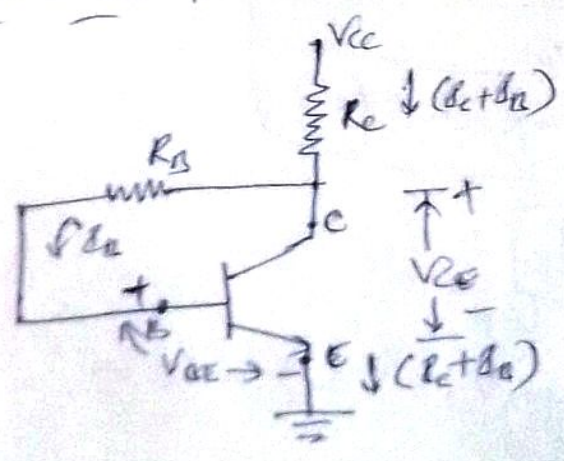 VCC
RC ↓ (IC+IB)
RB
C
+
↓ IB
VCE
+
B
-
VBE →
E ↓ (IC+IB)
-